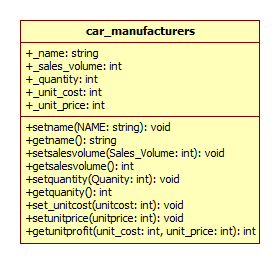 car_manufacturers
+_name: string
+_sales_volume: int
+_quantity: int
+_unit_cost: int
+_unit_price: int
+setname(NAME: string): void
+getname(): string
+setsalesvolume(Sales_Volume: int): void
+getsalesvolume(): int
+setquantity(Quanity: int): void
+getquanity(): int
+set_unitcost(unitcost: int): void
+setunitprice(unitprice: int): void
+getunitprofit(unit_cost: int, unit_price: int): int